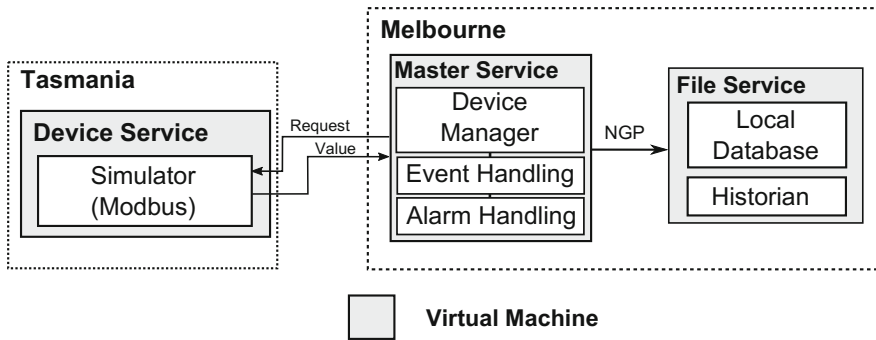 Tasmania
Device Service
Simulator
(Modbus)
Request
Value
Melbourne
Master Service
Device
Manager
Event Handling
Alarm Handling
NGP
File Service
Local
Database
Historian
Virtual Machine